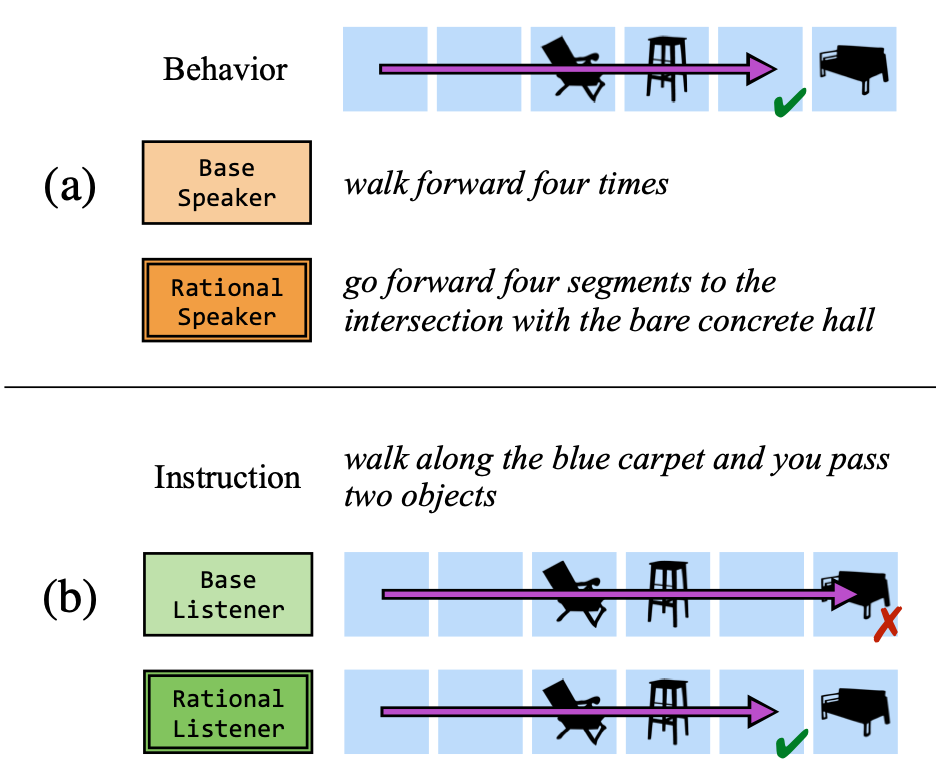 Behavior
(a)
Base
Speaker
walk forward four times
Rational
Speaker
go forward four segments to the
intersection with the bare concrete hall
Instruction
walk along the blue carpet and you pass
two objects
(b)
Base
Listener
Rational
Listener